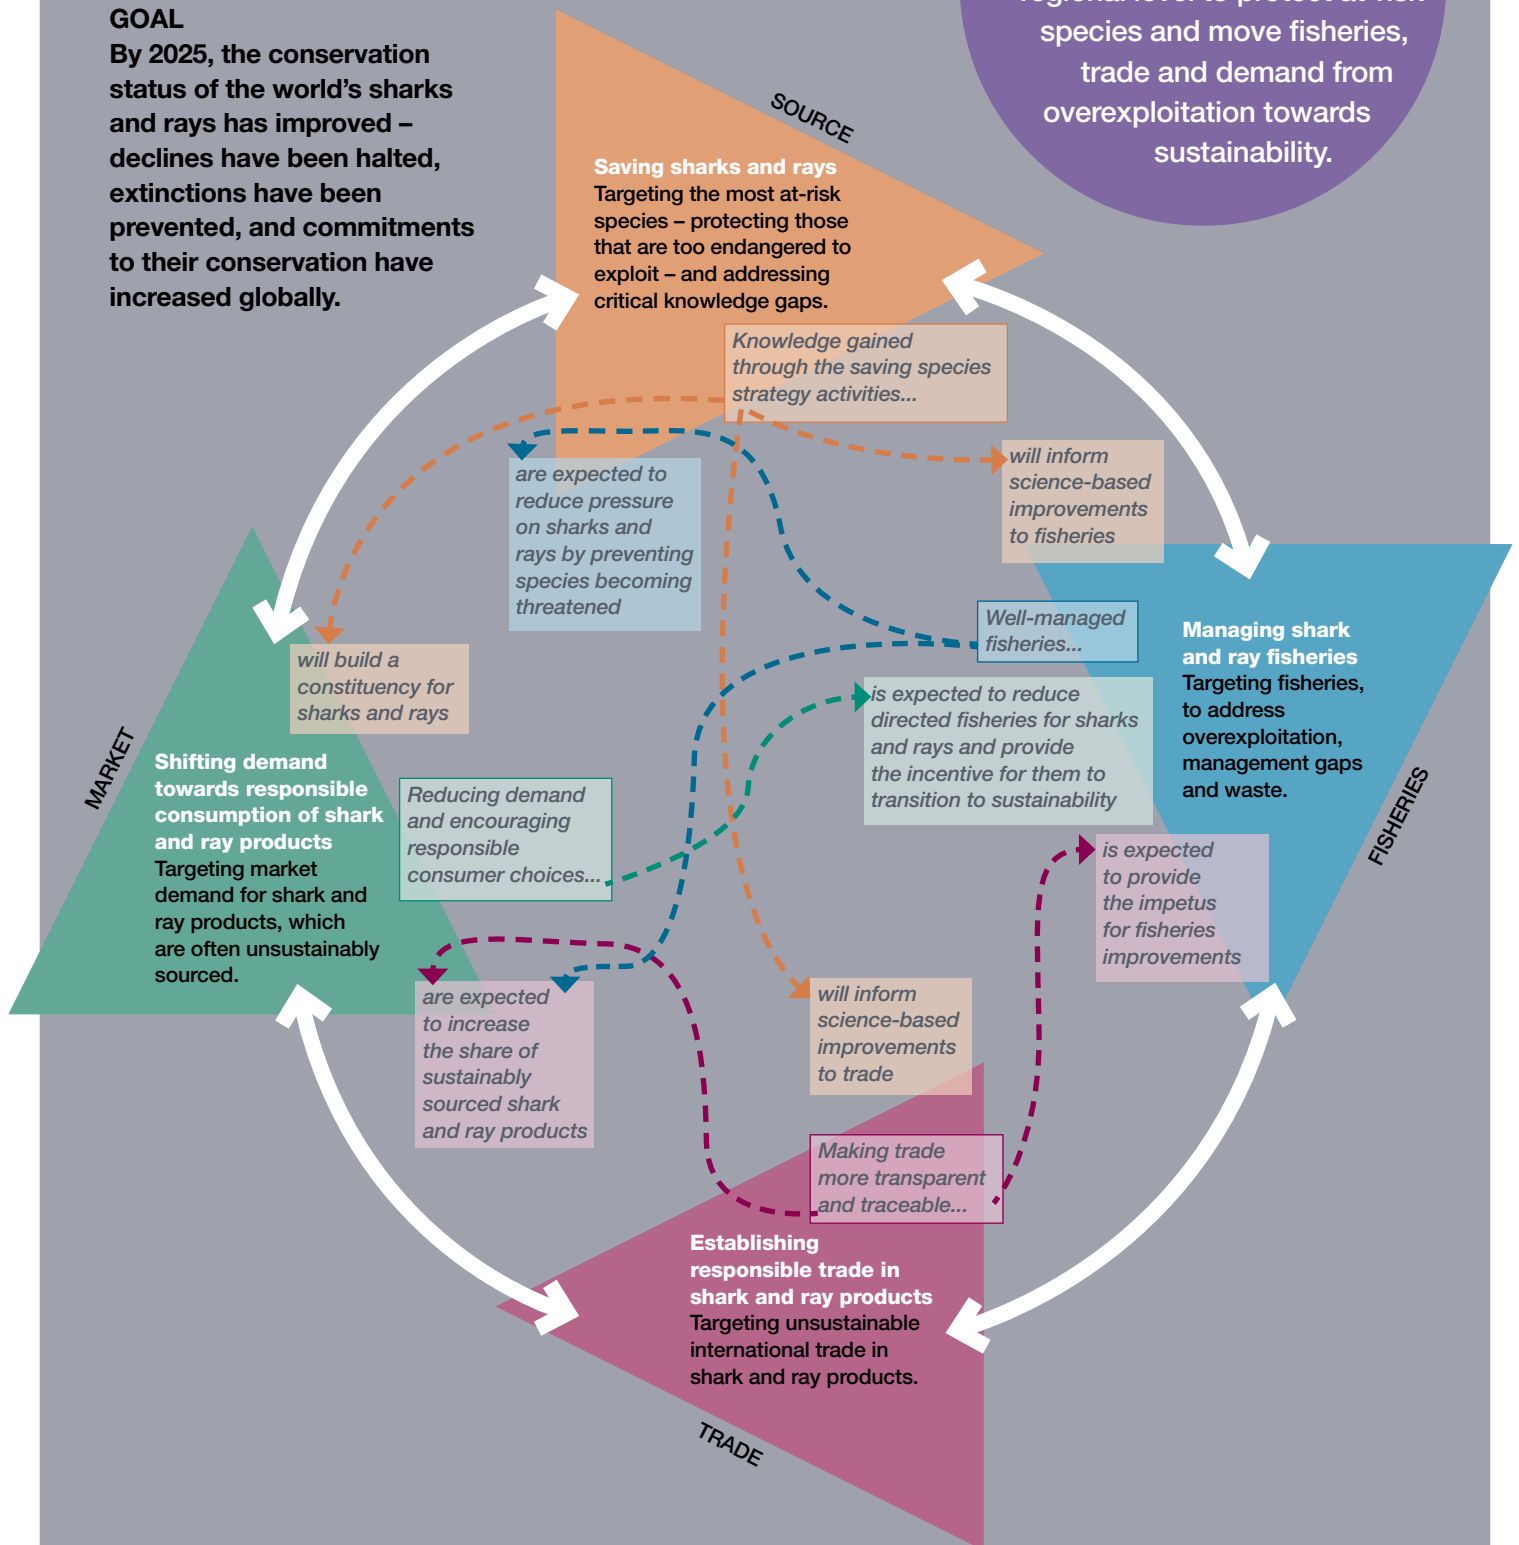 GOAL
By 2025, the conservation
status of the world’s sharks
and rays has improved –
declines have been halted,
extinctions have been
prevented, and commitments
to their conservation have
increased globally.
regional level to protect at-risk
species and move fisheries,
trade and demand from
overexploitation towards
sustainability.
SOURCE
Saving sharks and rays
Targeting the most at-risk
species – protecting those
that are too endangered to
exploit – and addressing
critical knowledge gaps.
Knowledge gained
through the saving species
strategy activities...
are expected to
reduce pressure
on sharks and
rays by preventing
species becoming
threatened
will inform
science-based
improvements
to fisheries
Well-managed
fisheries...
Managing shark
and ray fisheries
Targeting fisheries,
to address
overexploitation,
management gaps
and waste.
FISHERIES
will build a
constituency for
sharks and rays
is expected to reduce
directed fisheries for sharks
and rays and provide
the incentive for them to
transition to sustainability
MARKET
Shifting demand
towards responsible
consumption of shark
and ray products
Targeting market
demand for shark and
ray products, which
are often unsustainably
sourced.
Reducing demand
and encouraging
responsible
consumer choices...
is expected
to provide
the impetus
for fisheries
improvements
are expected
to increase
the share of
sustainably
sourced shark
and ray products
will inform
science-based
improvements
to trade
Making trade
more transparent
and traceable...
Establishing
responsible trade in
shark and ray products
Targeting unsustainable
international trade in
shark and ray products.
TRADE